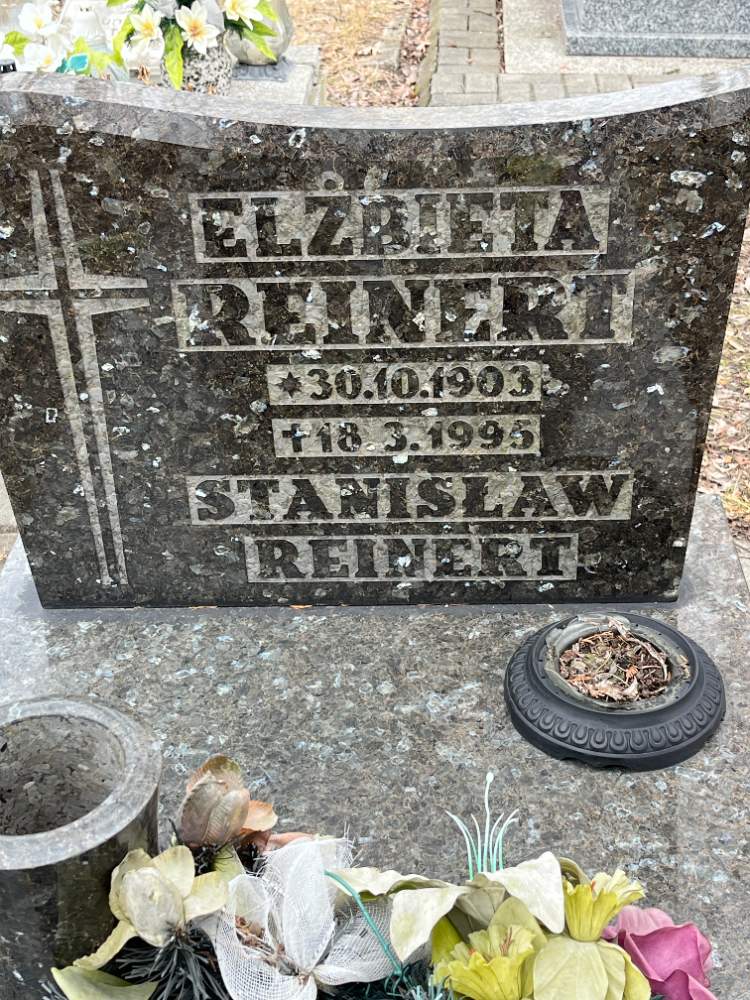 ELŻBIETA
REINERT
✶30.10.1903
✝18.3.1995
STANISŁAW
REINERT